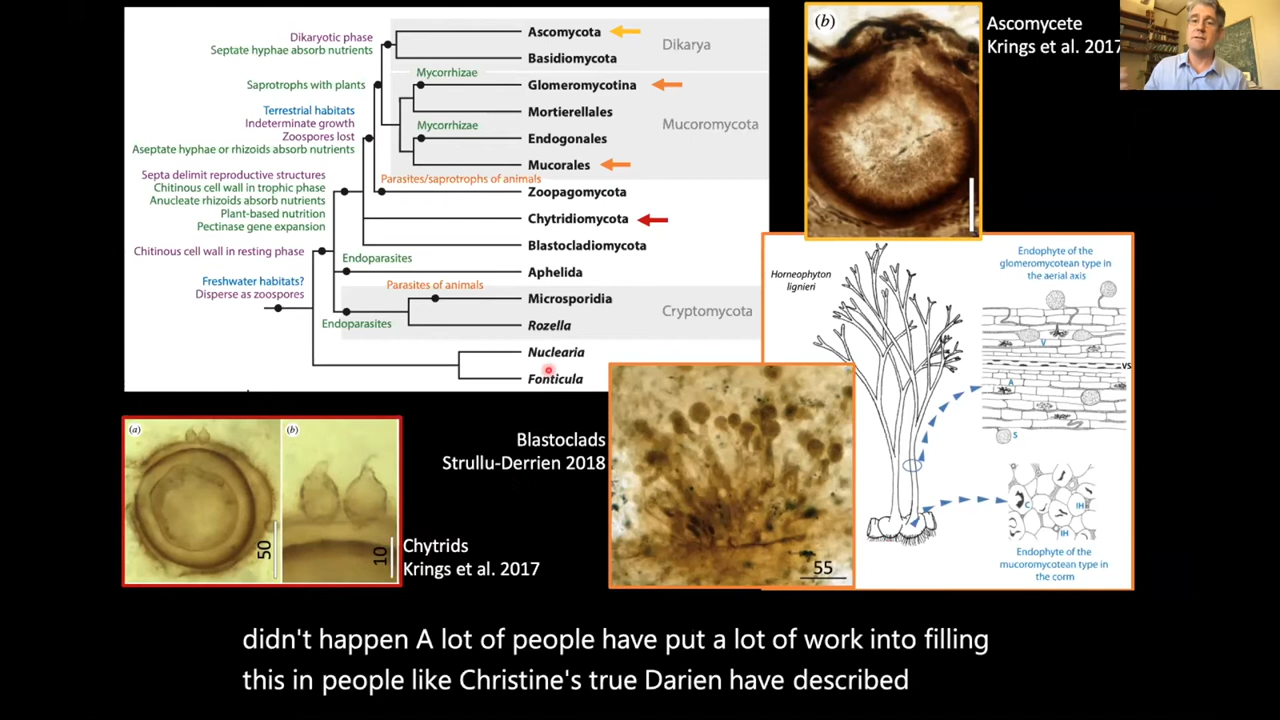 Dikaryotic phase
Septate hyphae absorb nutrients
Saprotrophs with plants
Terrestrial habitats
Indeterminate growth
Zoospores lost
Aseptate hyphae or rhizoids absorb nutrients
Septa delimit reproductive structures
Chitinous cell wall in trophic phase
Anucleate rhizoids absorb nutrients
Plant-based nutrition
Pectinase gene expansion
Chitinous cell wall in resting phase
Freshwater habitats?
Disperse as zoospores
Mycorrhizae
Mycorrhizae
Parasites/saprotrophs of animals
Endoparasites
Parasites of animals
Endoparasites
Ascomycota
Basidiomycota
Glomeromycotina
Mortierellales
Endogonales
Mucorales
Zoopagomycota
Chytridiomycota
Blastocladiomycota
Aphelida
Microsporidia
Rozella
Nuclearia
Fonticula
Dikarya
Mucoromycota
Cryptomycota
(b)
Ascomycete
Krings et al. 2017
Horneophyton
lignieri
Endophyte of the
glomeromycotean type in
the aerial axis
V
VS
A
S
C
IH
IH
Endophyte of the
mucoromycotean type in
the corm
Blastoclads
Strullu-Derrien 2018
55
(a)
(b)
50
10
Chytrids
Krings et al. 2017
didn't happen A lot of people have put a lot of work into filling
this in people like Christine's true Darien have described